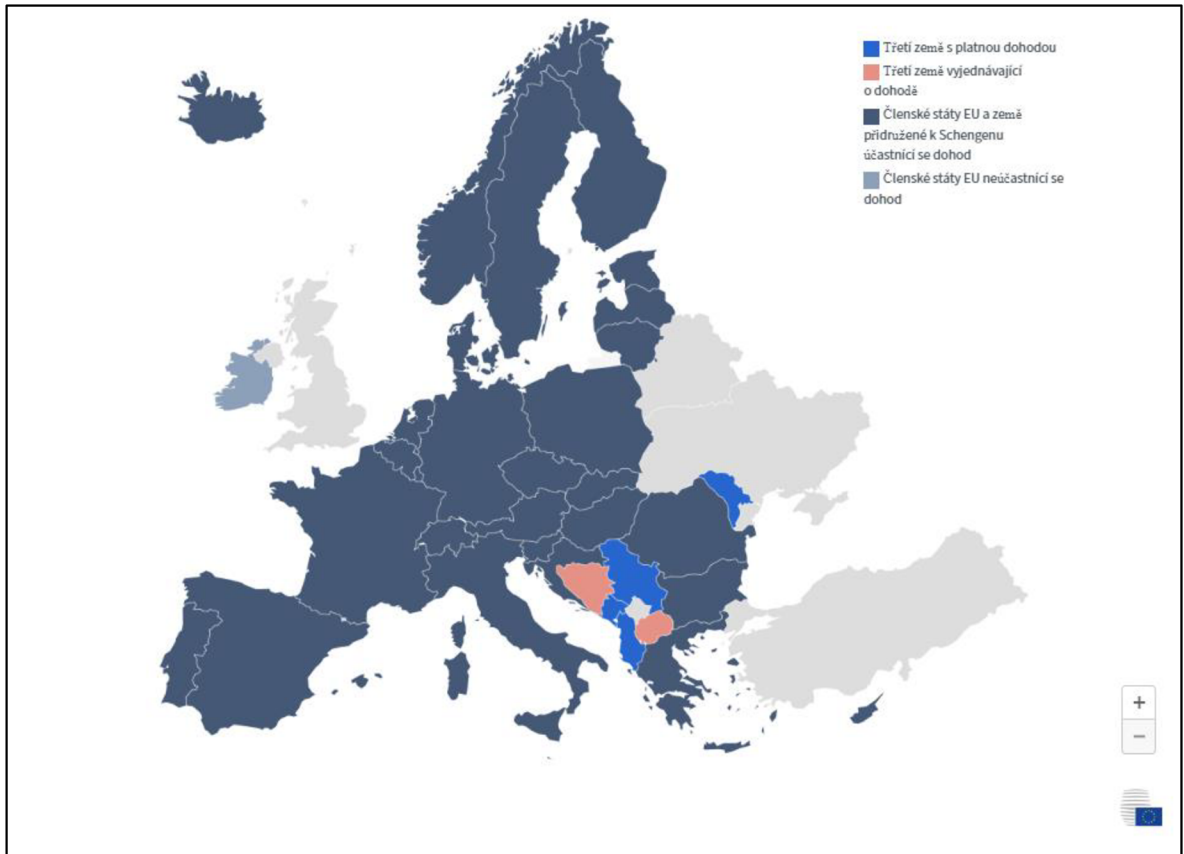 Třetí země s platnou dohodou
Třetí země vyjednávající
o dohodě
Členské státy EU a země
přidružené k Schengenu
účastnící se dohod
Členské státy EU neúčastnící se
dohod
+
−